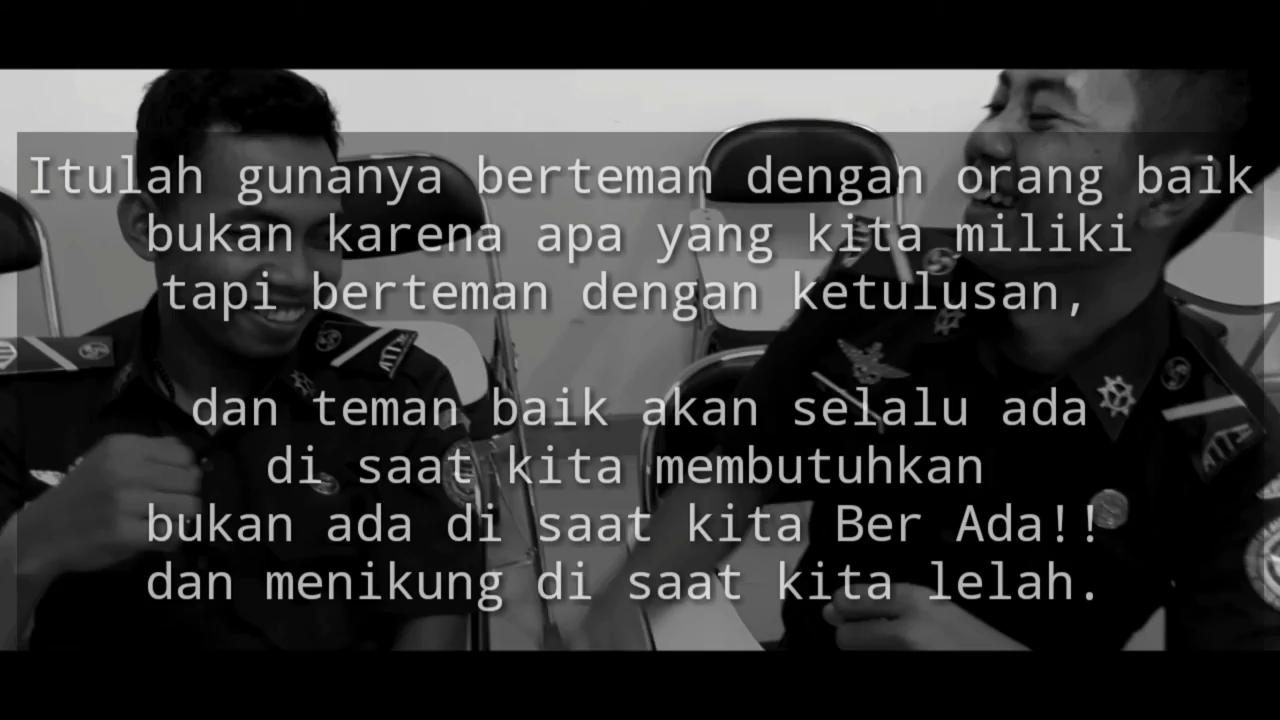 Itulah gunanya berteman dengan orang baik
bukan karena apa yang kita miliki
tapi berteman dengan ketulusan,
dan teman baik akan selalu ada
di saat kita membutuhkan
bukan ada di saat kita Ber Ada!!
dan menikung di saat kita lelah.